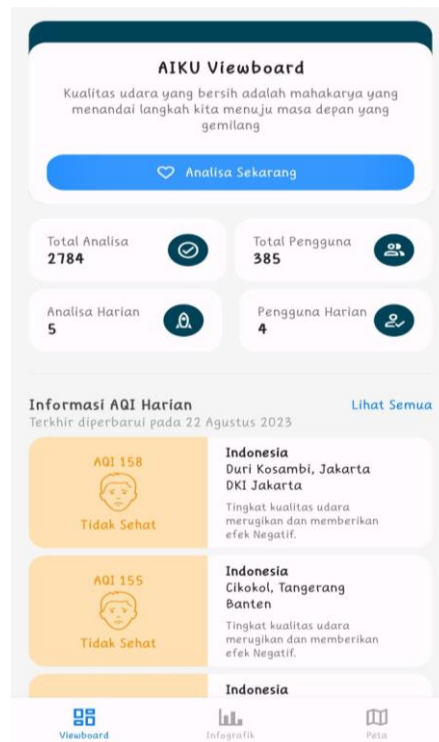 AIKU Viewboard
Kualitas udara yang bersih adalah mahakarya yang
menandai langkah kita menuju masa depan yang
gemilang
Analisa Sekarang
Total Analisa
2784
Total Pengguna
385
Analisa Harian
5
Pengguna Harian
4
Informasi AQI Harian
Lihat Semua
Terkhir diperbarui pada 22 Agustus 2023
AQI 158
Tidak Sehat
Indonesia
Duri Kosambi, Jakarta
DKI Jakarta
Tingkat kualitas udara
merugikan dan memberikan
efek Negatif.
AQI 155
Tidak Sehat
Indonesia
Cikokol, Tangerang
Banten
Tingkat kualitas udara
merugikan dan memberikan
efek Negatif.
Indonesia
Viewboard
Infografik
Peta